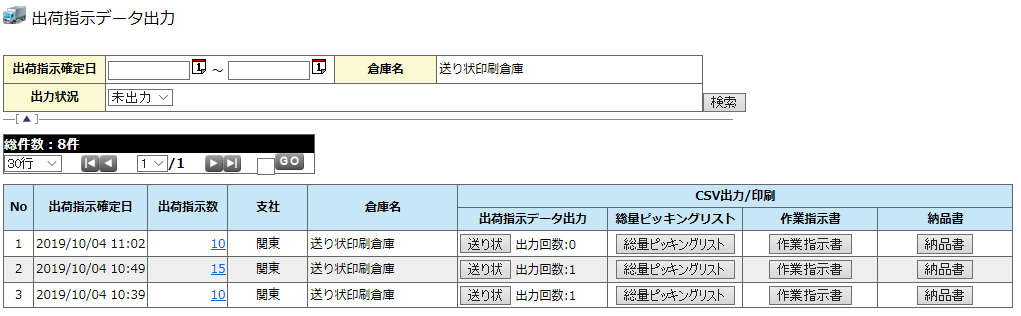 出荷指示データ出力
出荷指示確定日 1 ～ 1 倉庫名 送り状印刷倉庫
出力状況 未出力 検索
[▲]
総件数：8件
30行 1 /1 GO
No 出荷指示確定日 出荷指示数 支社 倉庫名 CSV出力/印刷
出荷指示データ出力 総量ピッキングリスト 作業指示書 納品書
1 2019/10/04 11:02 10 関東 送り状印刷倉庫 送り状 出力回数:0 総量ピッキングリスト 作業指示書 納品書
2 2019/10/04 10:49 15 関東 送り状印刷倉庫 送り状 出力回数:1 総量ピッキングリスト 作業指示書 納品書
3 2019/10/04 10:39 10 関東 送り状印刷倉庫 送り状 出力回数:1 総量ピッキングリスト 作業指示書 納品書